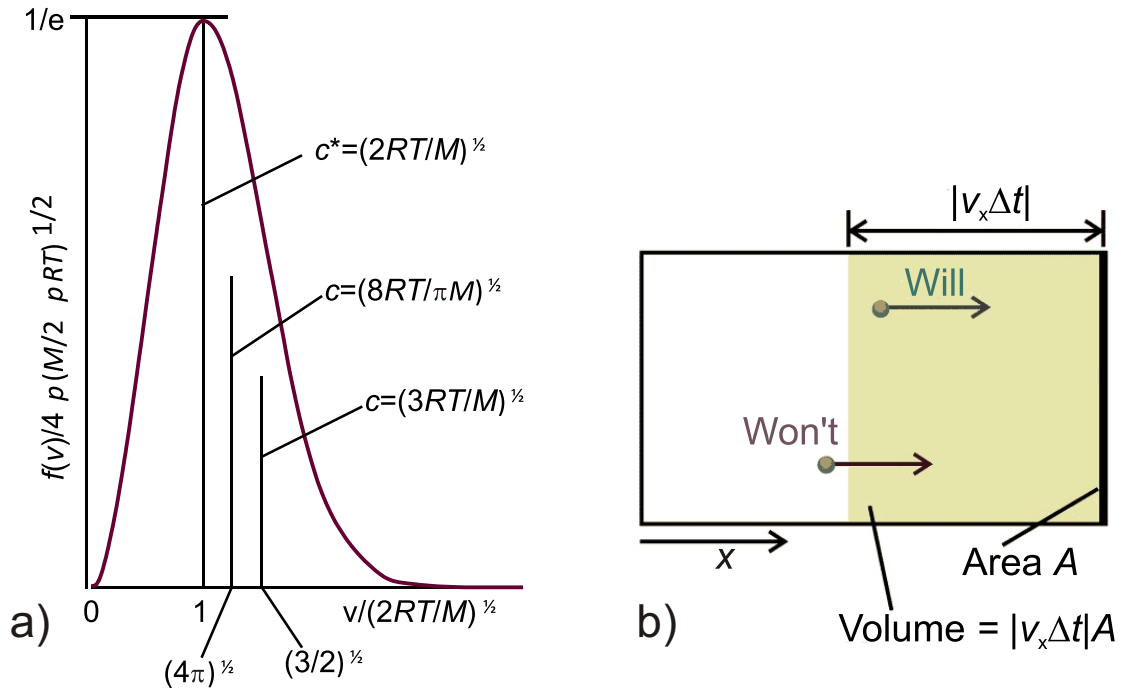 1/e
f(v)/4 p (M/2 pRT) 1/2
c*=(2RT/M) ½
c=(8RT/πM) ½
c=(3RT/M) ½
0
1
v/(2RT/M) ½
(4π) ½
(3/2) ½
a)
|vₓΔt|
Will
Won't
x
Area A
Volume = |vₓΔt|A
b)